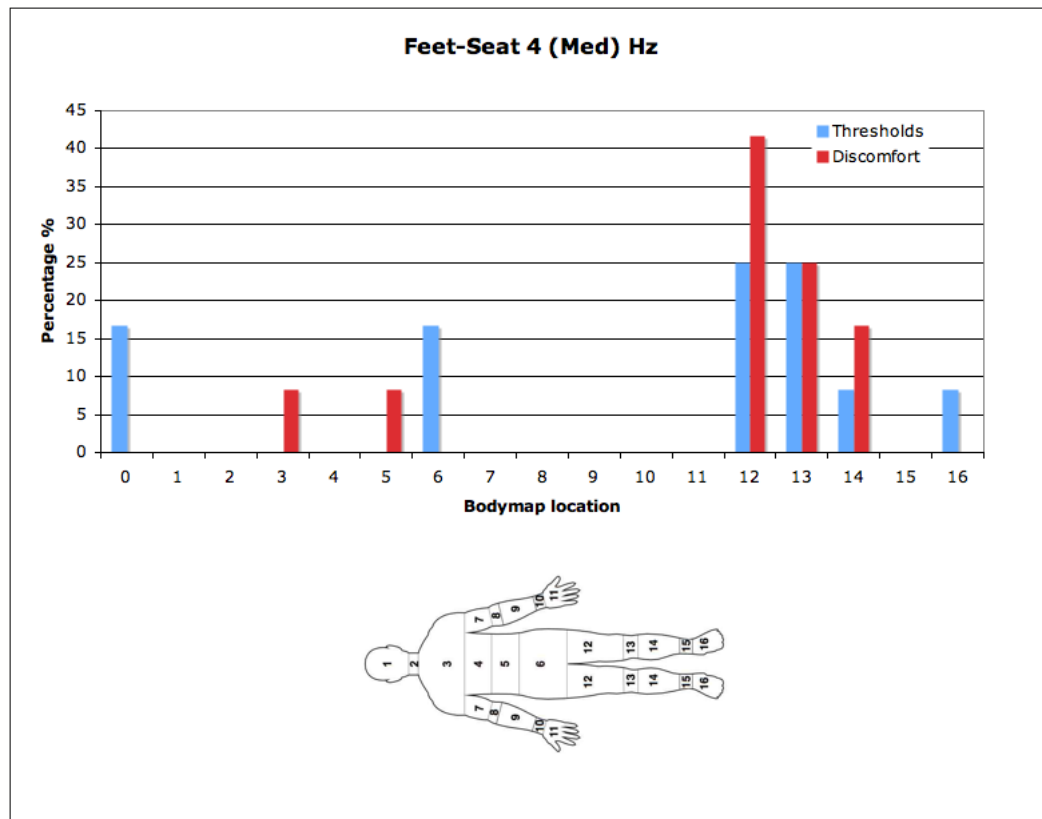 Feet-Seat 4 (Med) Hz
45
40
35
30
25
20
15
10
5
0
Percentage %
Thresholds
Discomfort
0 1 2 3 4 5 6 7 8 9 10 11 12 13 14 15 16
Bodymap location
11
10
9
8
7
12 13 14 15 16
1 2 3 4 5 6
12 13 14 15 16
7
8
9
10
11